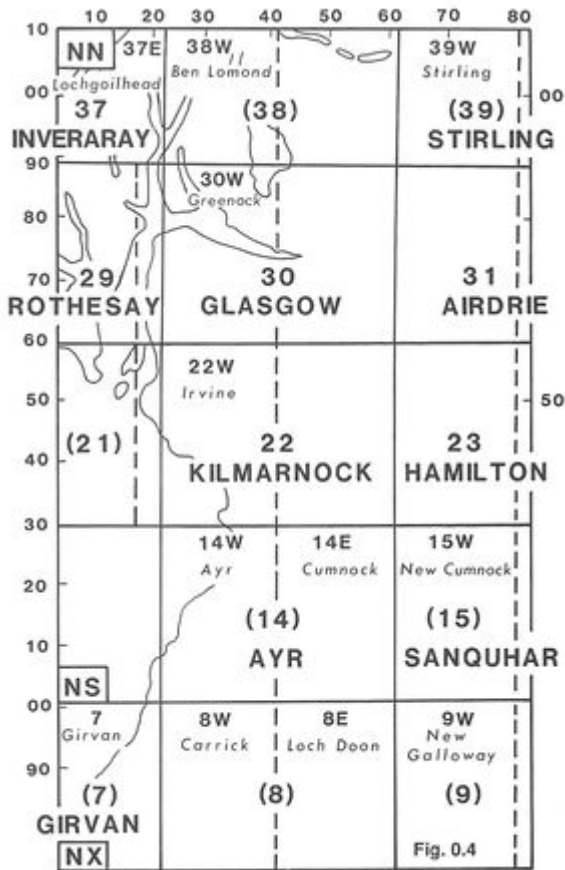 10 20 30 40 50 60 70 80
10
NN 37E 38W 39W
Lochgoilhead Ben Lomond Stirling
00 37 (38) (39) 00
INVERARAY STIRLING
90
30W
Greenock
80
70 29 30 31
ROTHESAY GLASGOW AIRDRIE
60
22W
Irvine
50 50
(21) 22 23
40 KILMARNOCK HAMILTON
30
14W 14E 15W
Ayr Cumnock New Cumnock
20
(14) (15)
10 AYR SANQUHAR
NS
00
7 8W 8E 9W
Girvan Carrick Loch Doon New
Galloway
90
(7) (8) (9)
GIRVAN
NX Fig. 0.4